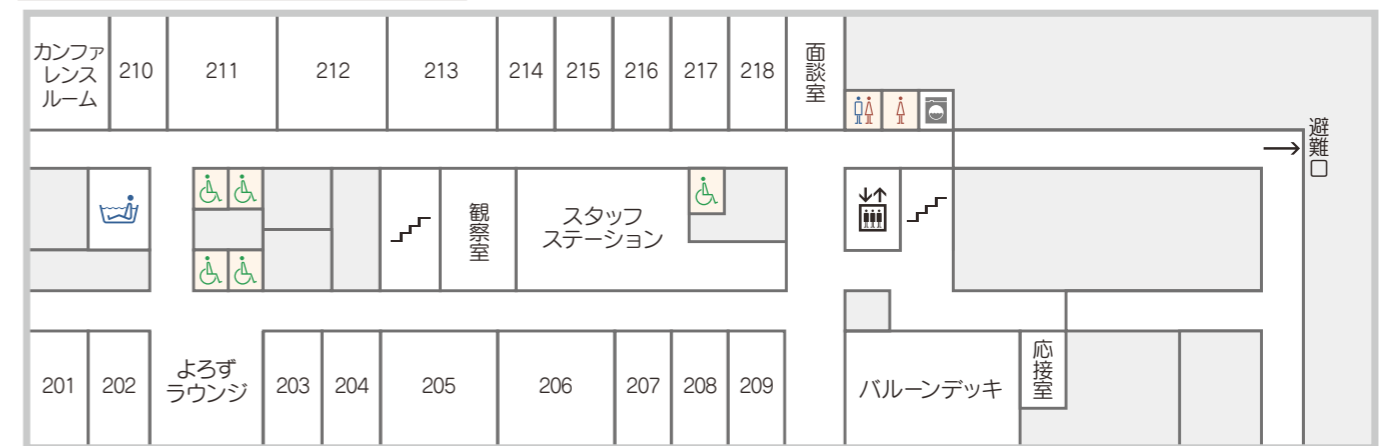 カンファ
レンス
ルーム
210
211
212
213
214
215
216
217
218
面談室
避難口
観察室
スタッフ
ステーション
201
202
よろず
ラウンジ
203
204
205
206
207
208
209
バルーンデッキ
応接室